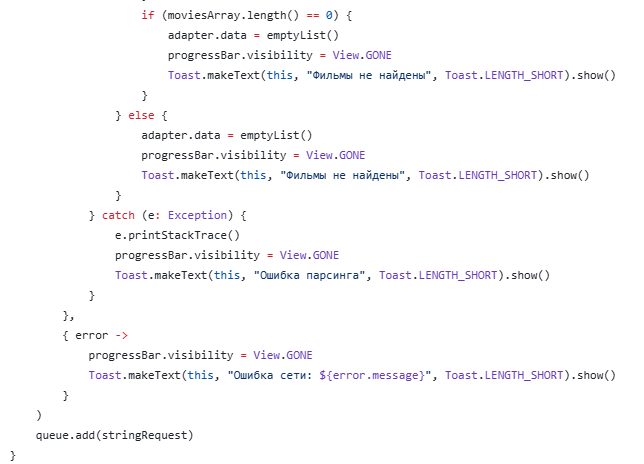 if (moviesArray.length() == 0) {
adapter.data = emptyList()
progressBar.visibility = View.GONE
Toast.makeText(this, "Фильмы не найдены", Toast.LENGTH_SHORT).show()
}
} else {
adapter.data = emptyList()
progressBar.visibility = View.GONE
Toast.makeText(this, "Фильмы не найдены", Toast.LENGTH_SHORT).show()
}
} catch (e: Exception) {
e.printStackTrace()
progressBar.visibility = View.GONE
Toast.makeText(this, "Ошибка парсинга", Toast.LENGTH_SHORT).show()
}
},
{ error ->
progressBar.visibility = View.GONE
Toast.makeText(this, "Ошибка сети: ${error.message}", Toast.LENGTH_SHORT).show()
}
)
queue.add(stringRequest)
}